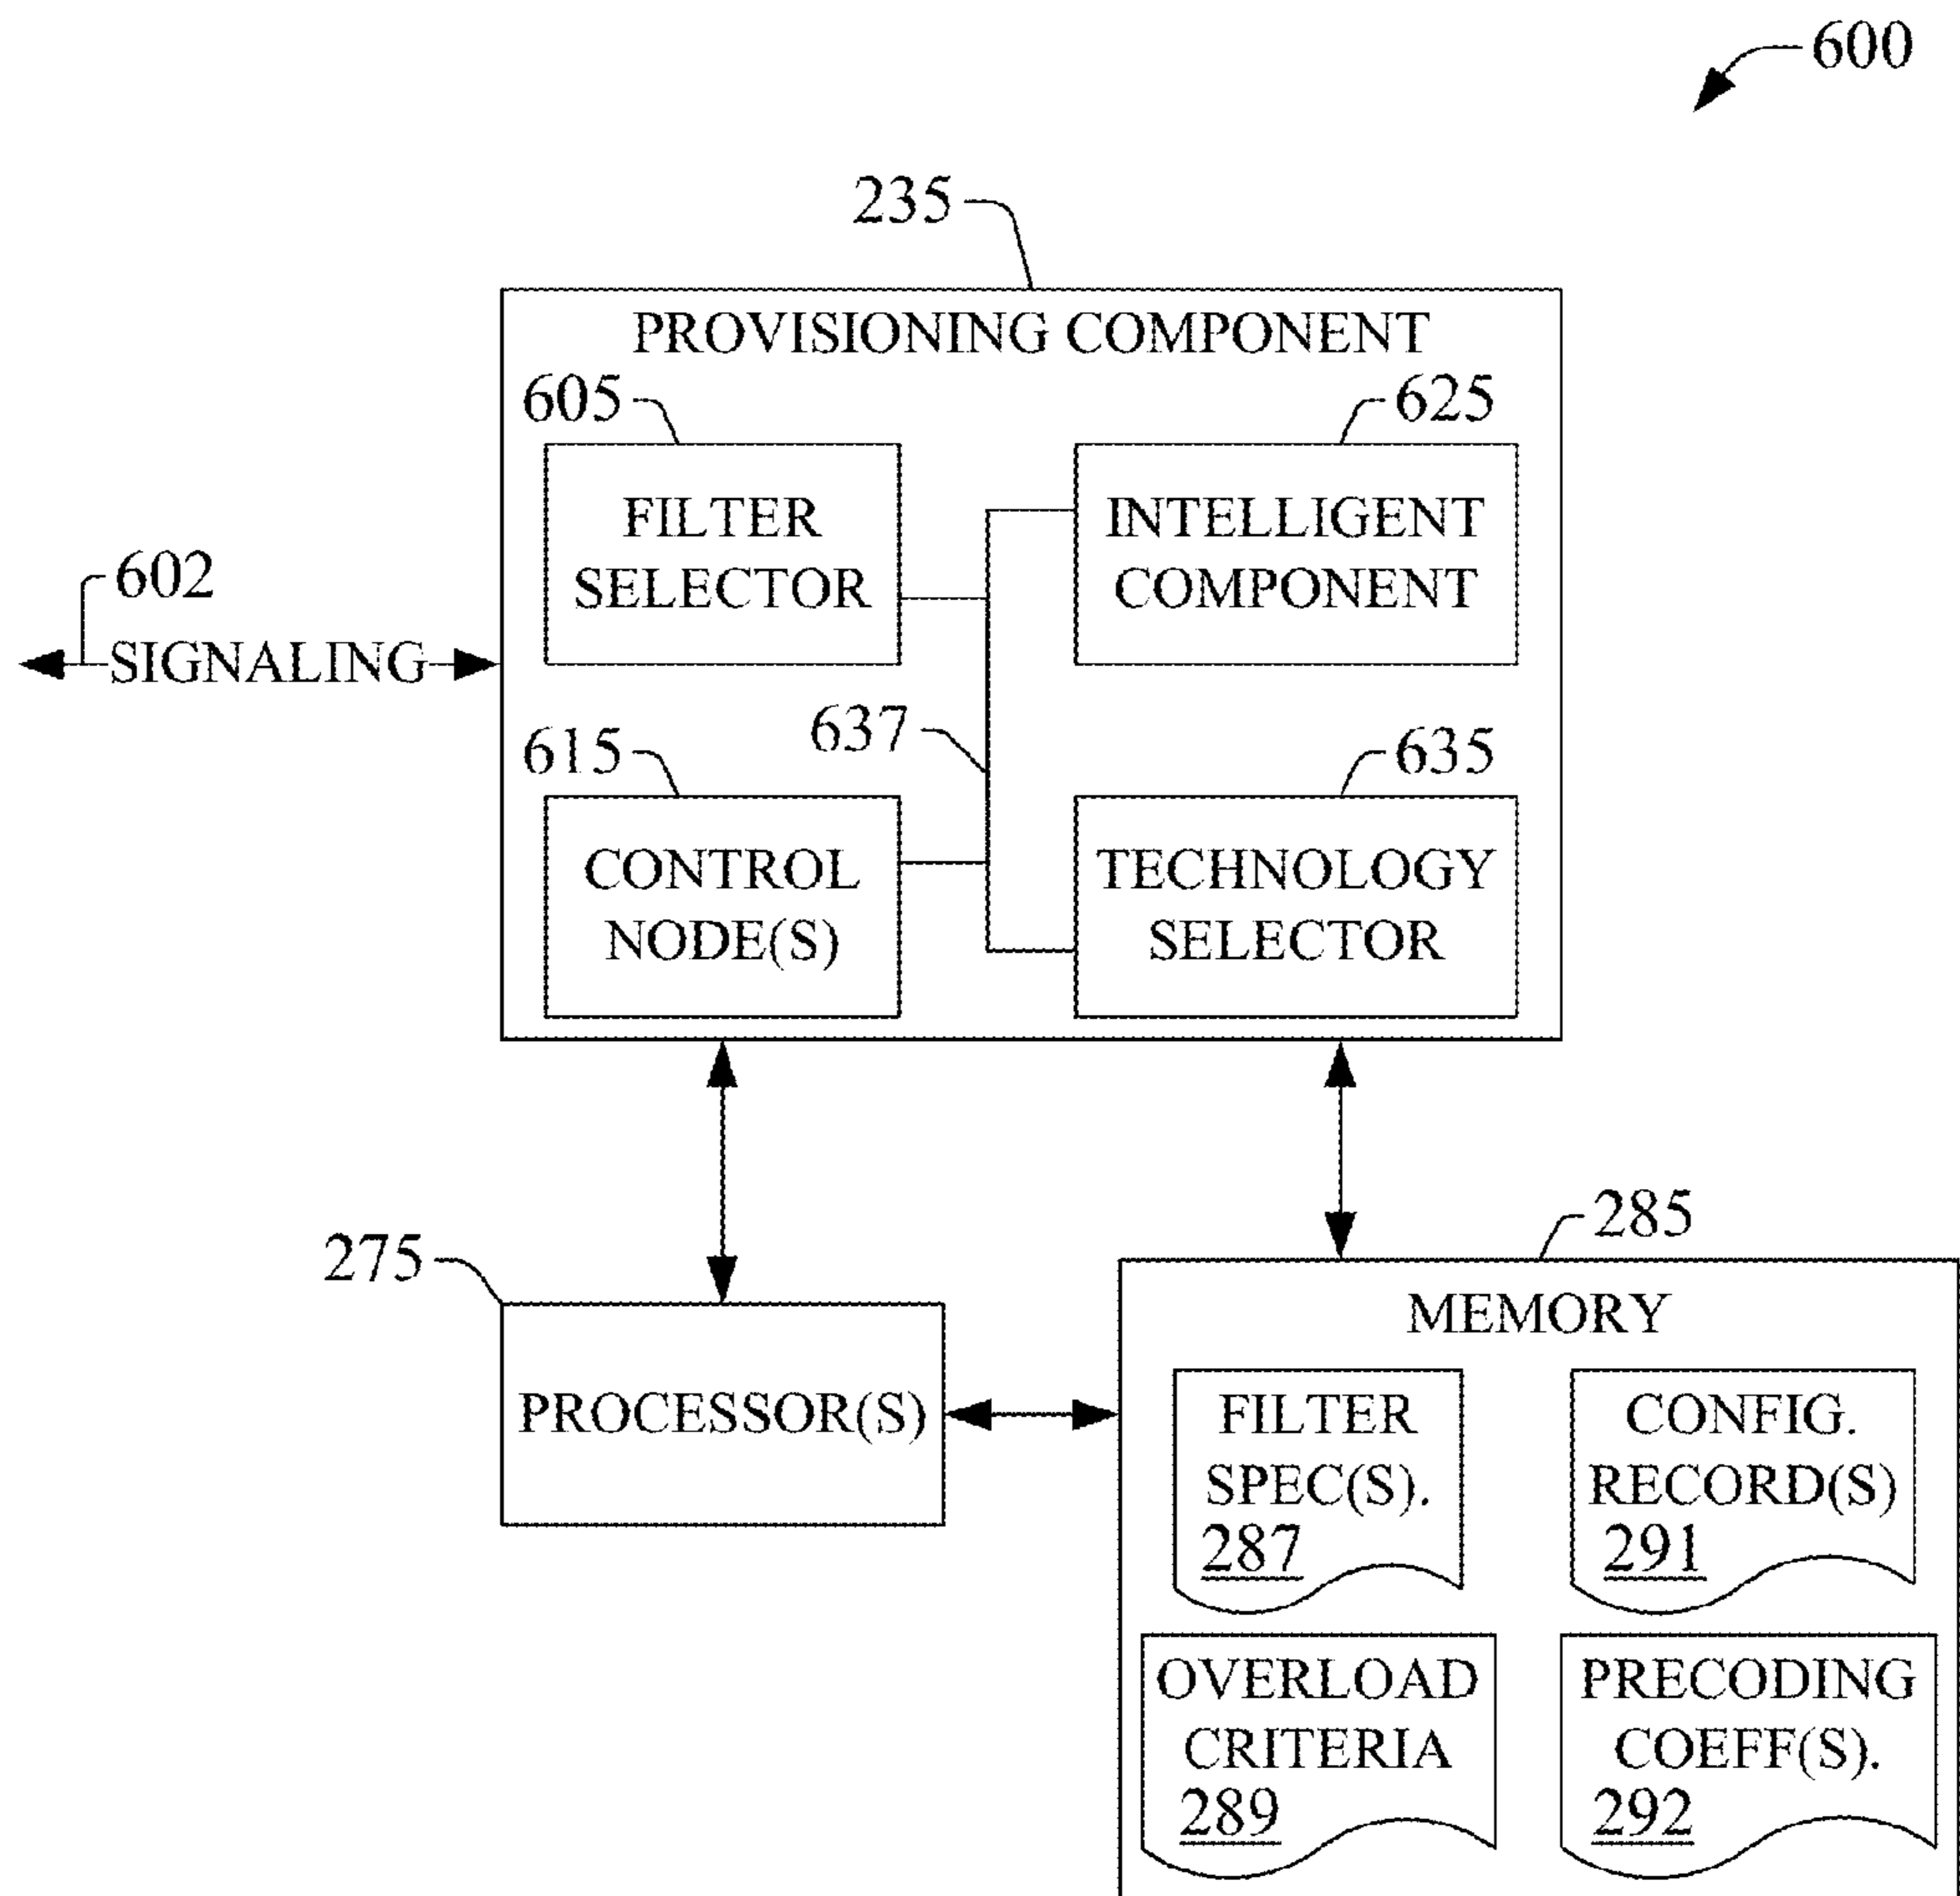 600
235
PROVISIONING COMPONENT
605
625
FILTER
SELECTOR
INTELLIGENT
COMPONENT
602
SIGNALING
637
615
635
CONTROL
NODE(S)
TECHNOLOGY
SELECTOR
285
275
MEMORY
PROCESSOR(S)
FILTER
SPEC(S).
287
CONFIG.
RECORD(S)
291
OVERLOAD
CRITERIA
289
PRECODING
COEFF(S).
292